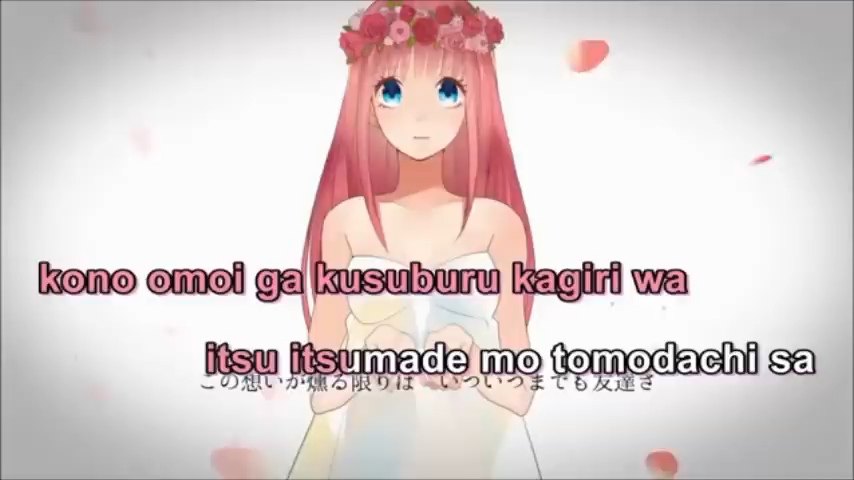 kono omoi ga kusuburu kagiri wa
itsu itsumade mo tomodachi sa
この想いが燻る限りは　いついつまでも友達さ